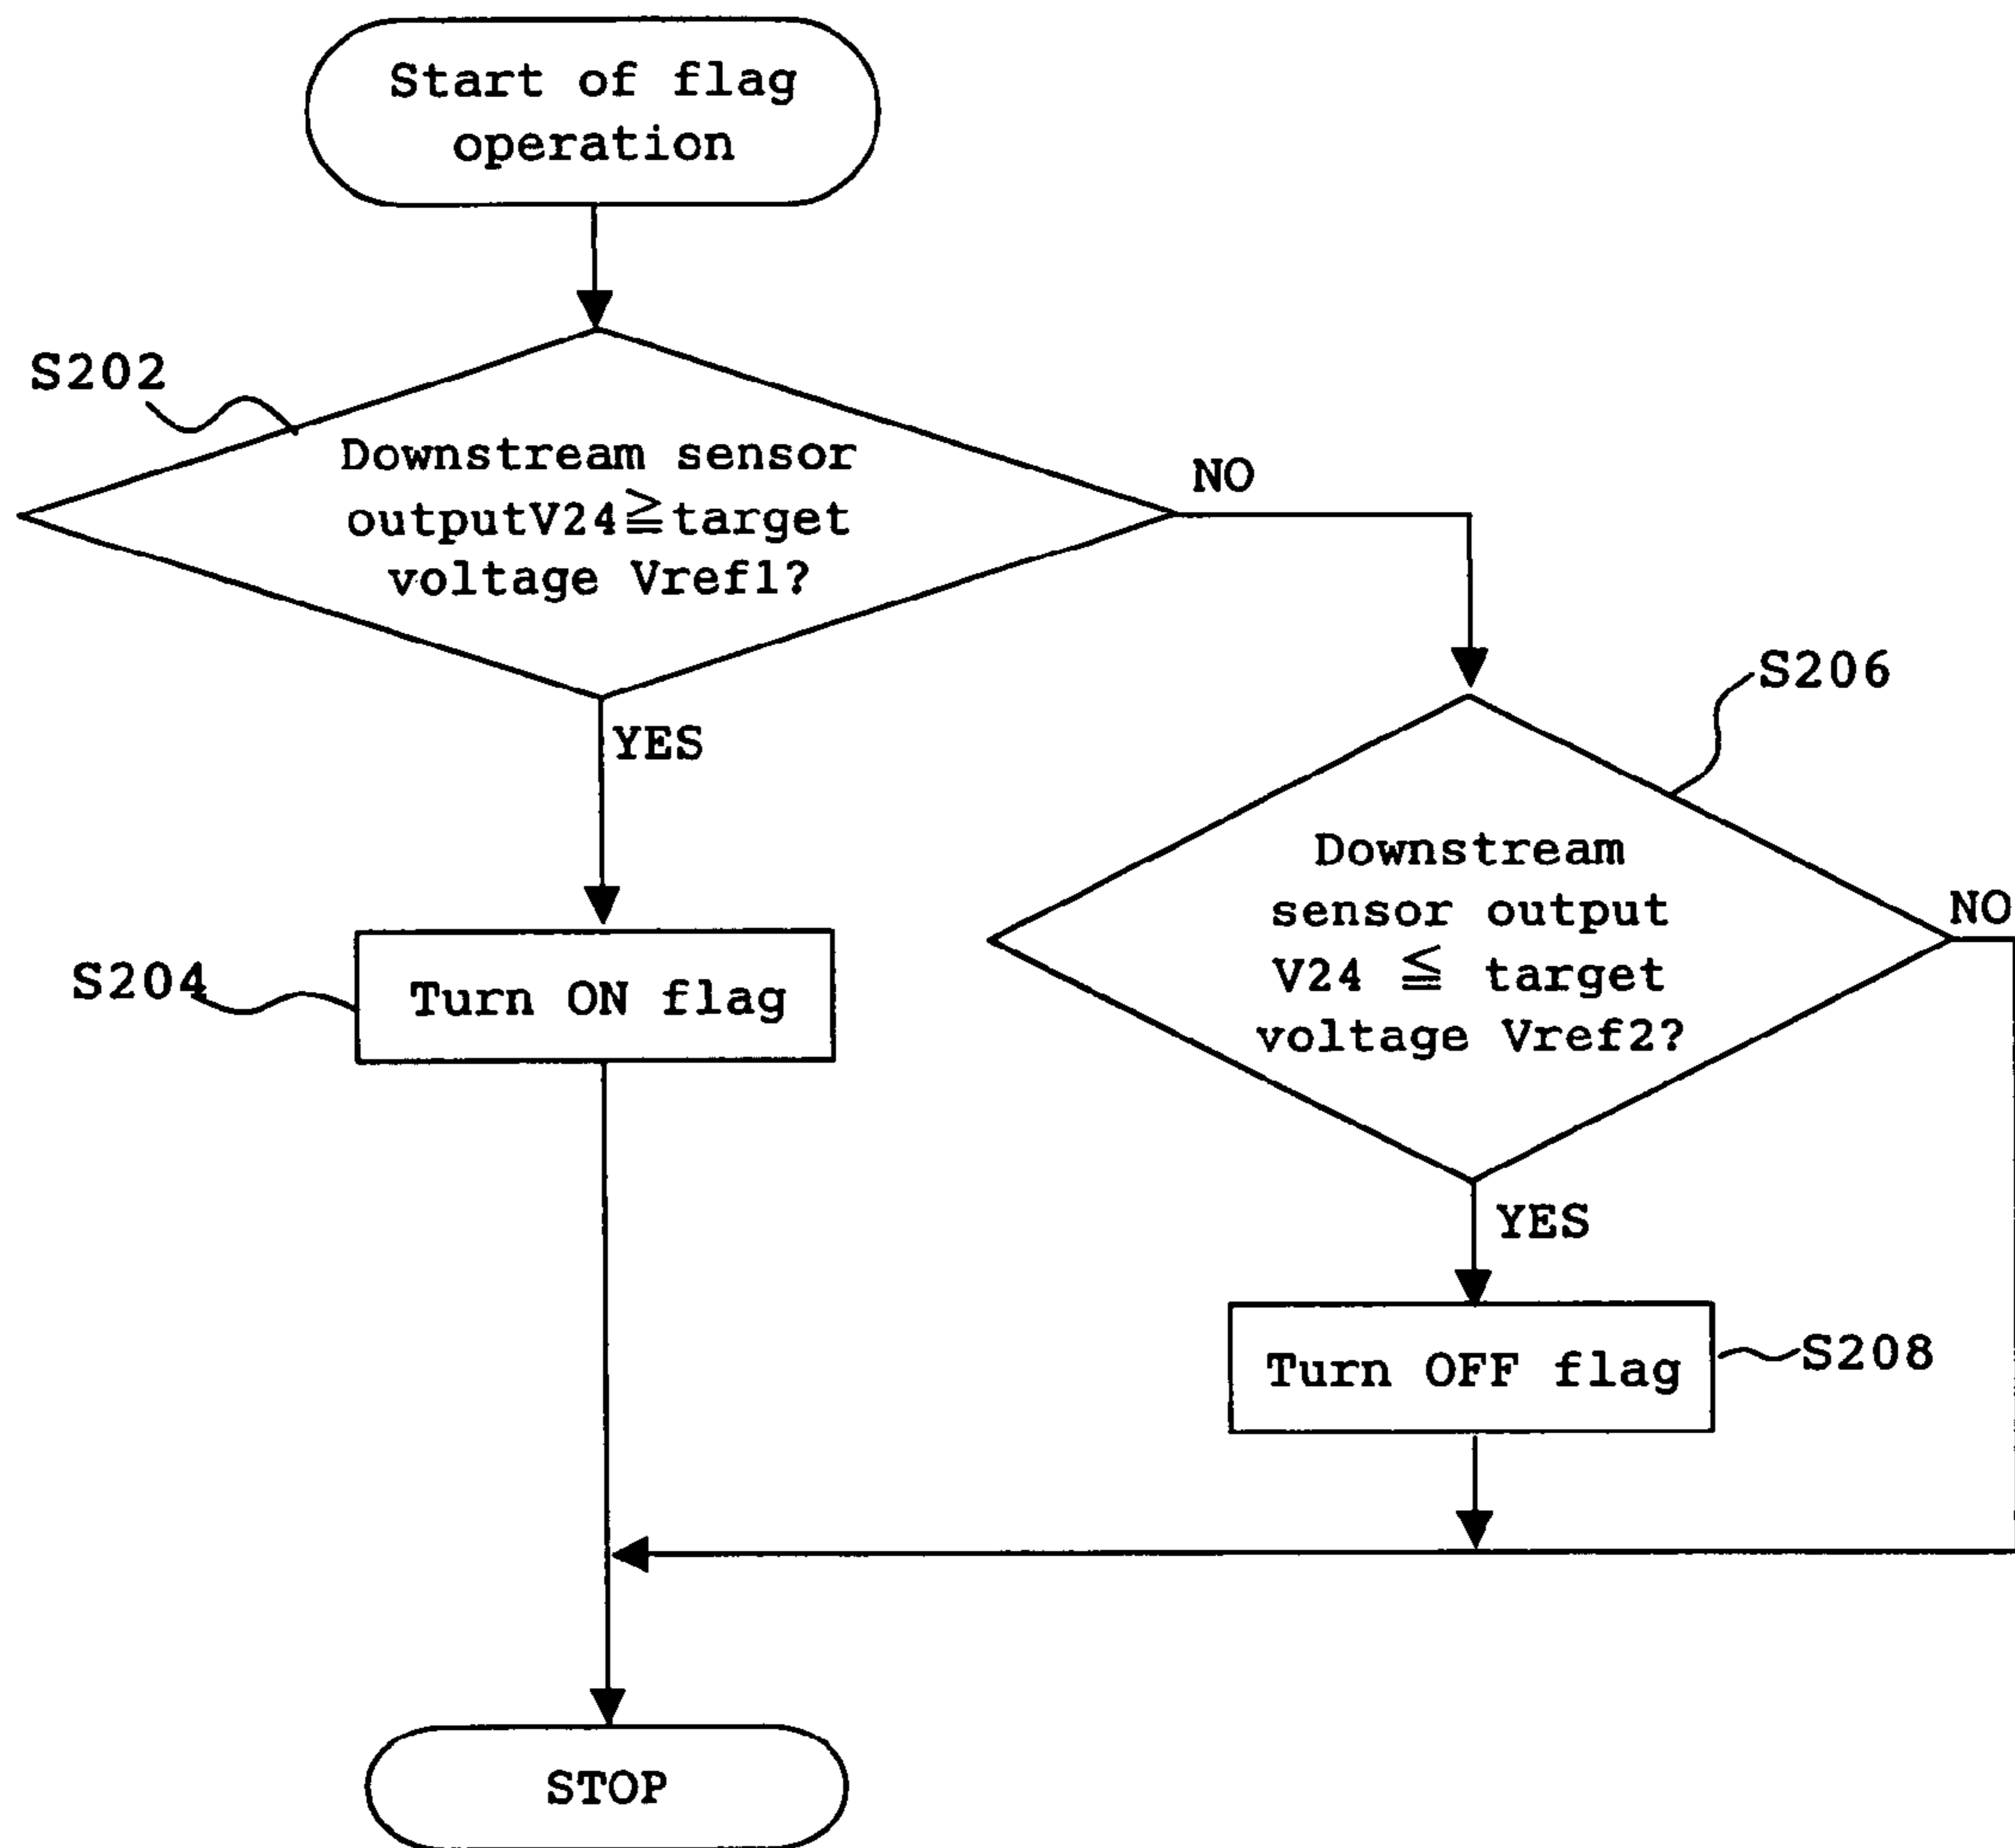 Start of flag
operation
S202
Downstream sensor
outputV24≧target
voltage Vref1?
NO
YES
S206
Downstream
sensor output
V24 ≦ target
voltage Vref2?
NO
S204
Turn ON flag
YES
Turn OFF flag
S208
STOP